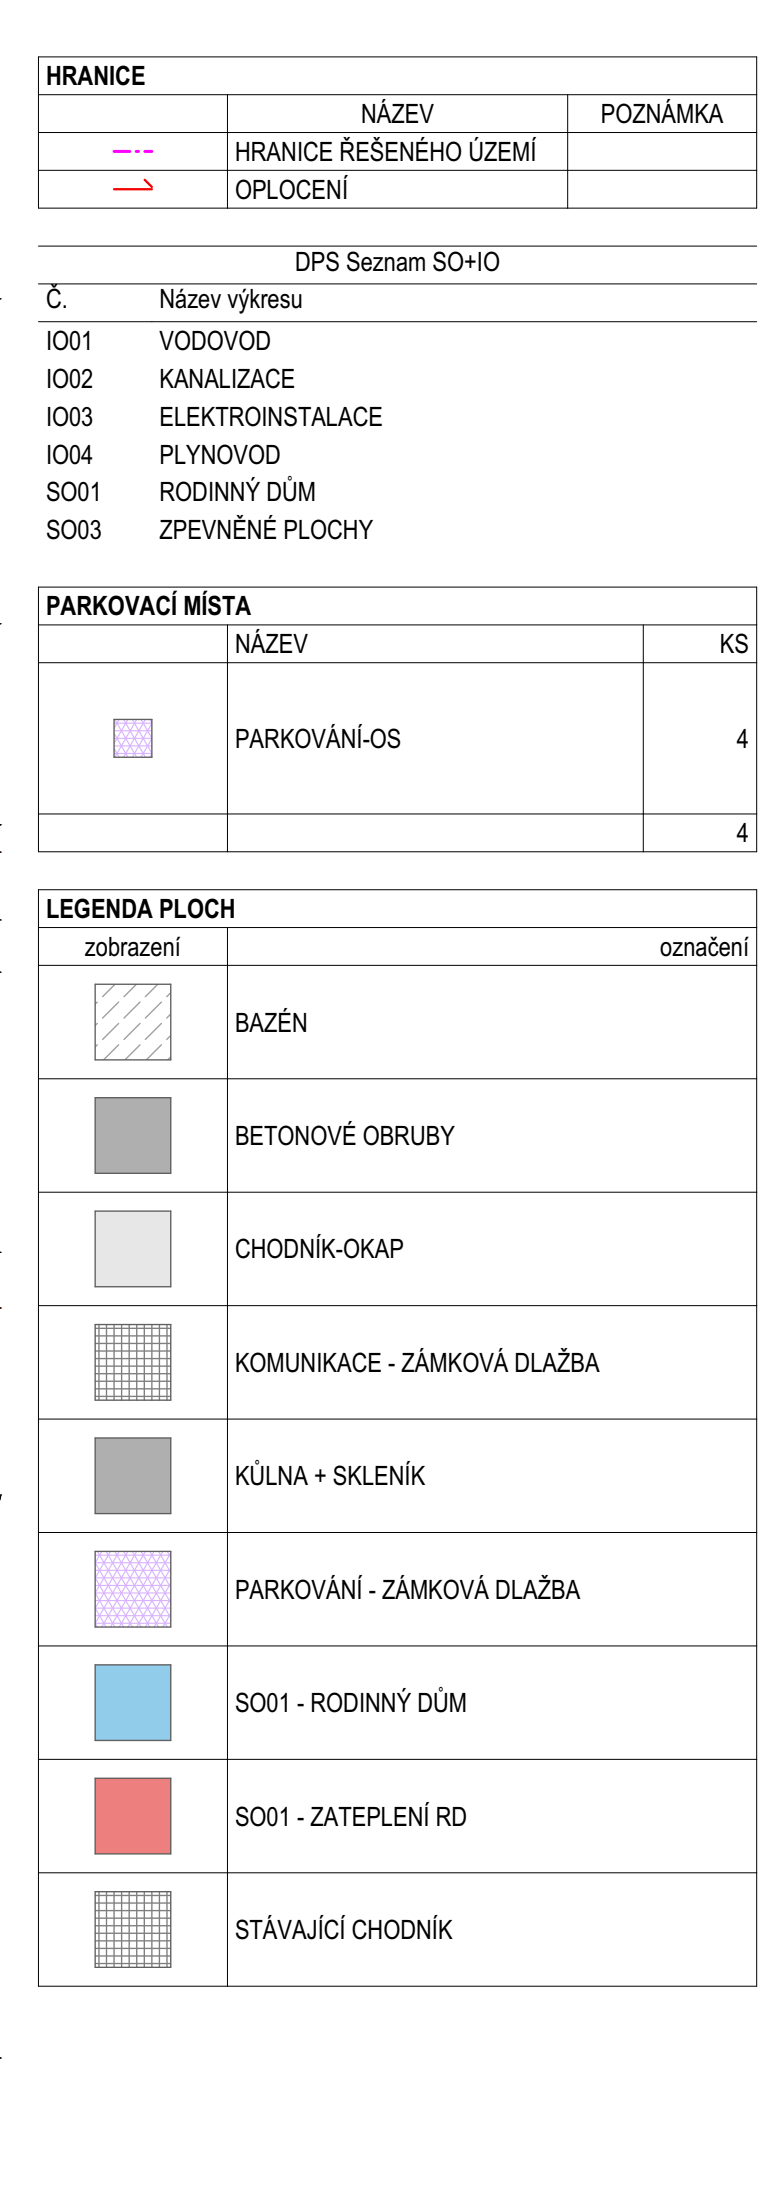 HRANICE
NÁZEV POZNÁMKA
HRANICE ŘEŠENÉHO ÚZEMÍ
OPLOCENÍ
DPS Seznam SO+IO
Č. Název výkresu
IO01 VODOVOD
IO02 KANALIZACE
IO03 ELEKTROINSTALACE
IO04 PLYNOVOD
SO01 RODINNÝ DŮM
SO03 ZPEVNĚNÉ PLOCHY
PARKOVACÍ MÍSTA
NÁZEV KS
PARKOVÁNÍ-OS 4
4
LEGENDA PLOCH
zobrazení označení
BAZÉN
BETONOVÉ OBRUBY
CHODNÍK-OKAP
KOMUNIKACE - ZÁMKOVÁ DLAŽBA
KŮLNA + SKLENÍK
PARKOVÁNÍ - ZÁMKOVÁ DLAŽBA
SO01 - RODINNÝ DŮM
SO01 - ZATEPLENÍ RD
STÁVAJÍCÍ CHODNÍK